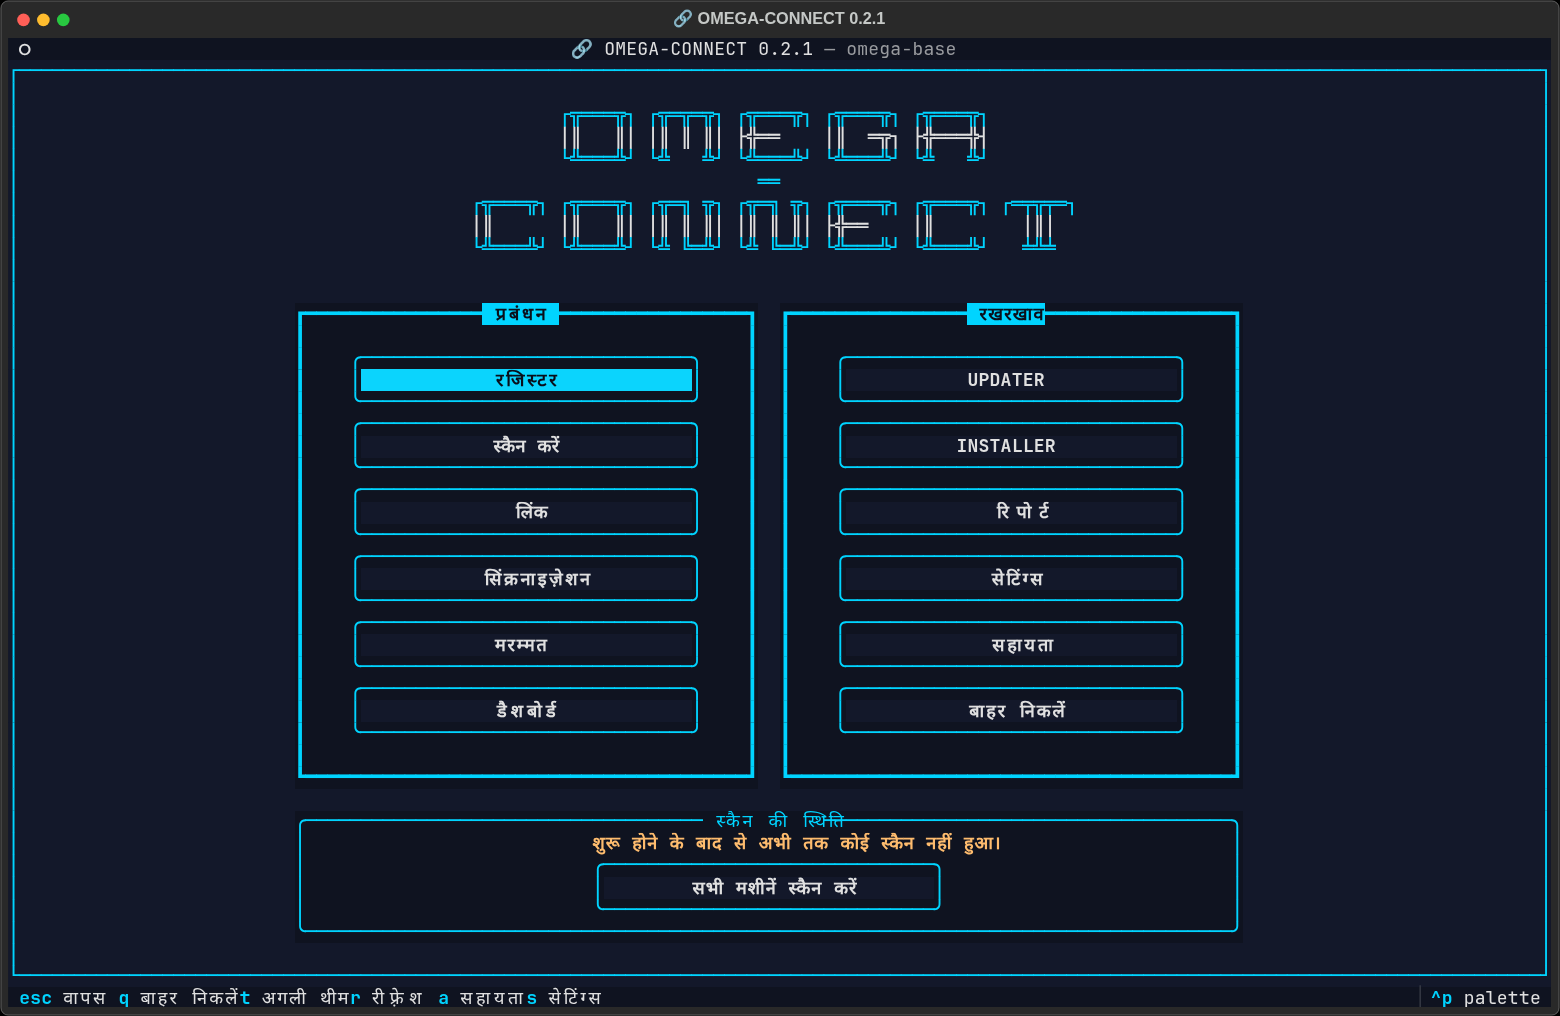 🔗 OMEGA-CONNECT 0.2.1
🔗 OMEGA-CONNECT 0.2.1 — omega-base
OMEGA
-
CONNECT
प्रबंधन
रजिस्टर
स्कैन करें
लिंक
सिंक्रनाइज़ेशन
मरम्मत
डैशबोर्ड
रखरखाव
UPDATER
INSTALLER
रिपोर्ट
सेटिंग्स
सहायता
बाहर निकलें
स्कैन की स्थिति
शुरू होने के बाद से अभी तक कोई स्कैन नहीं हुआ।
सभी मशीनें स्कैन करें
esc वापस q बाहर निकलें t अगली थीम r रीफ़्रेश a सहायता s सेटिंग्स ^p palette